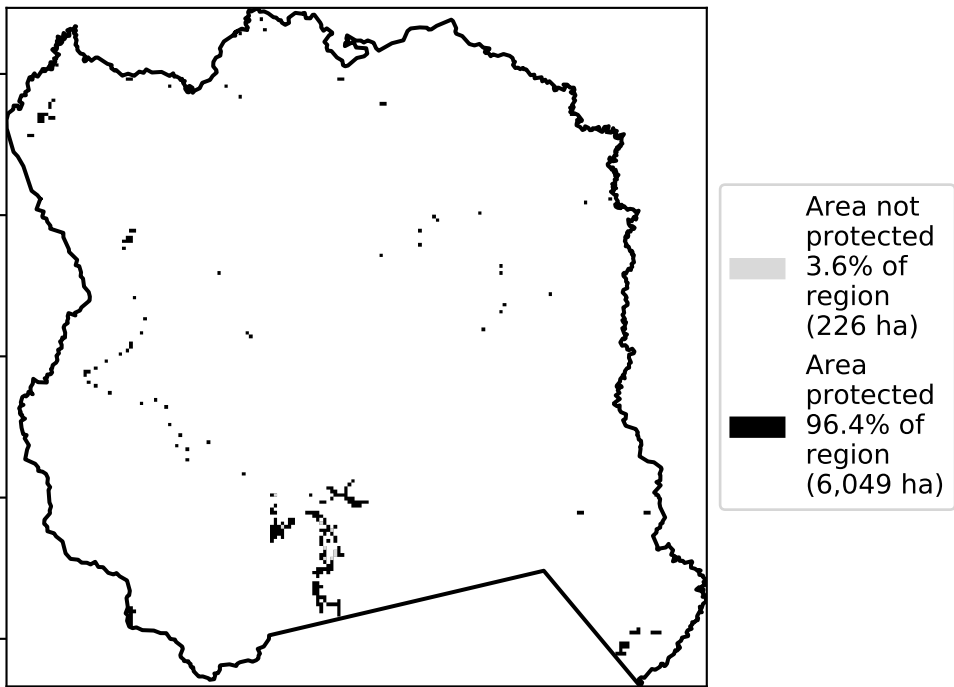 Area not
protected
3.6% of
region
(226 ha)
Area
protected
96.4% of
region
(6,049 ha)